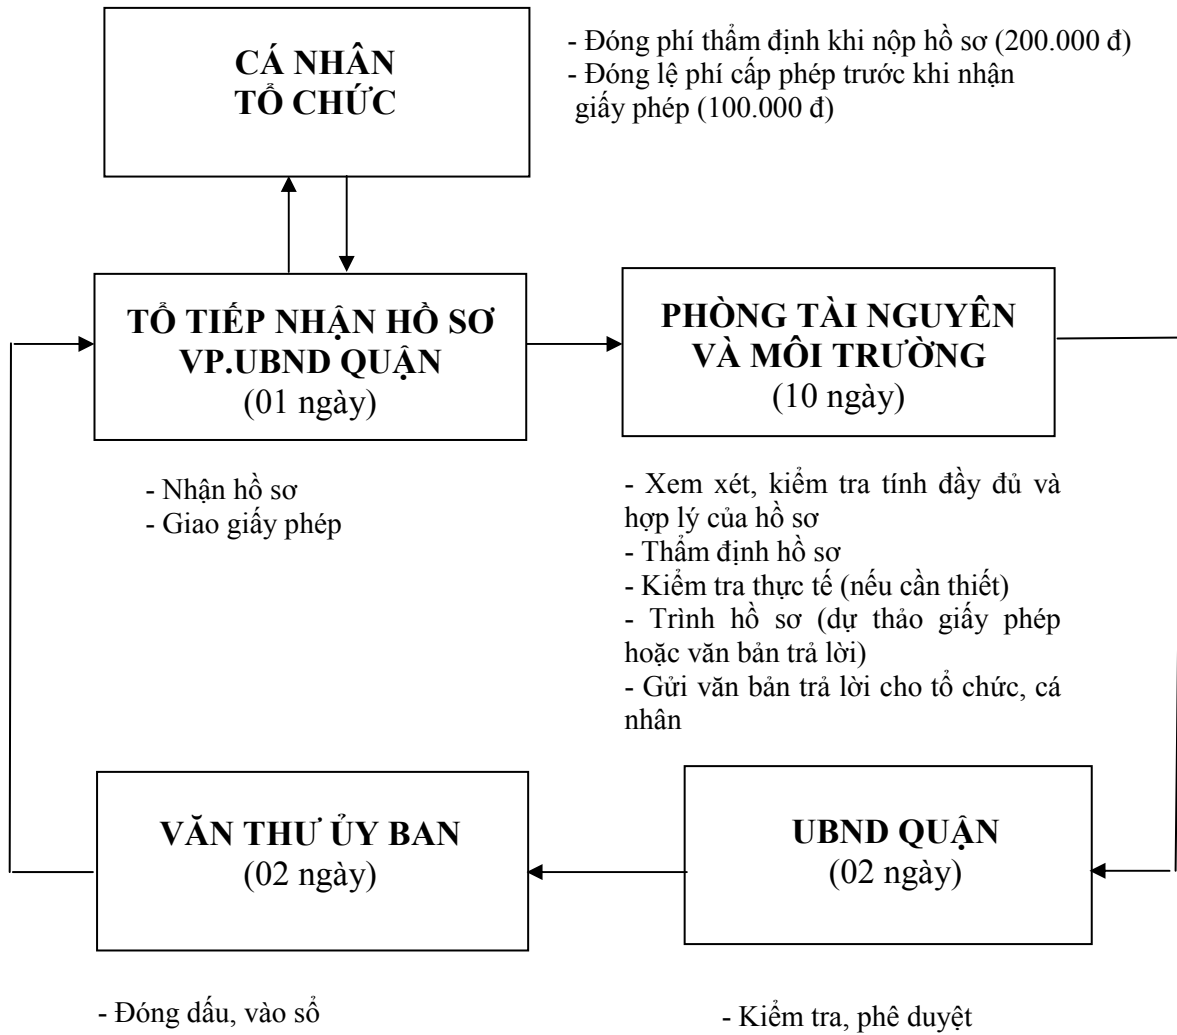 CÁ NHÂN
TỔ CHỨC
- Đóng phí thẩm định khi nộp hồ sơ (200.000 đ)
- Đóng lệ phí cấp phép trước khi nhận
giấy phép (100.000 đ)
TỔ TIẾP NHẬN HỒ SƠ
VP.UBND QUẬN
(01 ngày)
- Nhận hồ sơ
- Giao giấy phép
PHÒNG TÀI NGUYÊN
VÀ MÔI TRƯỜNG
(10 ngày)
- Xem xét, kiểm tra tính đầy đủ và
hợp lý của hồ sơ
- Thẩm định hồ sơ
- Kiểm tra thực tế (nếu cần thiết)
- Trình hồ sơ (dự thảo giấy phép
hoặc văn bản trả lời)
- Gửi văn bản trả lời cho tổ chức, cá
nhân
VĂN THƯ ỦY BAN
(02 ngày)
- Đóng dấu, vào sổ
UBND QUẬN
(02 ngày)
- Kiểm tra, phê duyệt